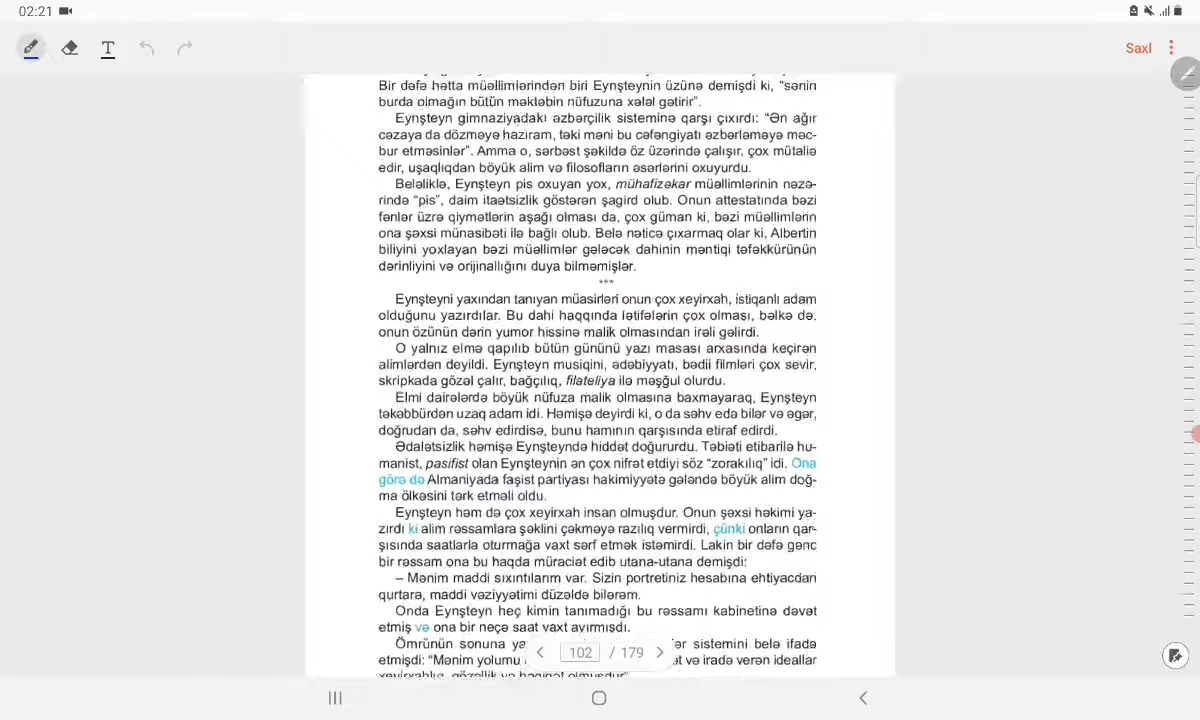 02:21
Saxl
Bir dəfə hətta müəllimlərindən biri Eynşteynin üzünə demişdi ki, “sənin
burda olmağın bütün məktəbin nüfuzuna xələl gətirir”.
Eynşteyn gimnaziyadakı əzbərçilik sisteminə qarşı çıxırdı: “Ən ağır
cəzaya da dözməyə hazıram, təki məni bu cəfəngiyatı əzbərləməyə məc-
bur etməsinlər”. Amma o, sərbəst şəkildə öz üzərində çalışır, çox mütaliə
edir, uşaqlıqdan böyük alim və filosofların əsərlərini oxuyurdu.
Beləliklə, Eynşteyn pis oxuyan yox, mühafizəkar müəllimlərinin nəzə-
rində “pis”, daim itaətsizlik göstərən şagird olub. Onun attestatında bəzi
fənlər üzrə qiymətlərin aşağı olması da, çox güman ki, bəzi müəllimlərin
ona şəxsi münasibəti ilə bağlı olub. Belə nəticə çıxarmaq olar ki, Albertin
biliyini yoxlayan bəzi müəllimlər gələcək dahinin məntiqi təfəkkürünün
dərinliyini və orijinallığını duya bilməmişlər.
***
Eynşteyni yaxından tanıyan müasirləri onun çox xeyirxah, istiqanlı adam
olduğunu yazırdılar. Bu dahi haqqında lətifələrin çox olması, bəlkə də,
onun özünün dərin yumor hissinə malik olmasından irəli gəlirdi.
O yalnız elmə qapılıb bütün gününü yazı masası arxasında keçirən
alimlərdən deyildi. Eynşteyn musiqini, ədəbiyyatı, bədii filmləri çox sevir,
skripkada gözəl çalır, bağçılıq, filateliya ilə məşğul olurdu.
Elmi dairələrdə böyük nüfuza malik olmasına baxmayaraq, Eynşteyn
təkəbbürdən uzaq adam idi. Həmişə deyirdi ki, o da səhv edə bilər və əgər,
doğrudan da, səhv edirdisə, bunu hamının qarşısında etiraf edirdi.
Ədalətsizlik həmişə Eynşteyndə hiddət doğururdu. Təbiəti etibarilə hu-
manist, pasifist olan Eynşteynin ən çox nifrət etdiyi söz “zorakılıq” idi. Ona
görə də Almaniyada faşist partiyası hakimiyyətə gələndə böyük alim doğ-
ma ölkəsini tərk etməli oldu.
Eynşteyn həm də çox xeyirxah insan olmuşdur. Onun şəxsi həkimi ya-
zırdı ki alim rəssamlara şəklini çəkməyə razılıq vermirdi, çünki onların qar-
şısında saatlarla oturmağa vaxt sərf etmək istəmirdi. Lakin bir dəfə gənc
bir rəssam ona bu haqda müraciət edib utana-utana demişdi:
– Mənim maddi sıxıntılarım var. Sizin portretiniz hesabına ehtiyacdan
qurtara, maddi vəziyyətimi düzəldə bilərəm.
Onda Eynşteyn heç kimin tanımadığı bu rəssamı kabinetinə dəvət
etmiş və ona bir neçə saat vaxt ayırmışdı.
Ömrünün sonuna sistemini belə ifadə
etmişdi: “Mənim yolumu və iradə verən ideallar
xeyirxahlıq, gözəllik və həqiqət olmuşdur”
102 / 179